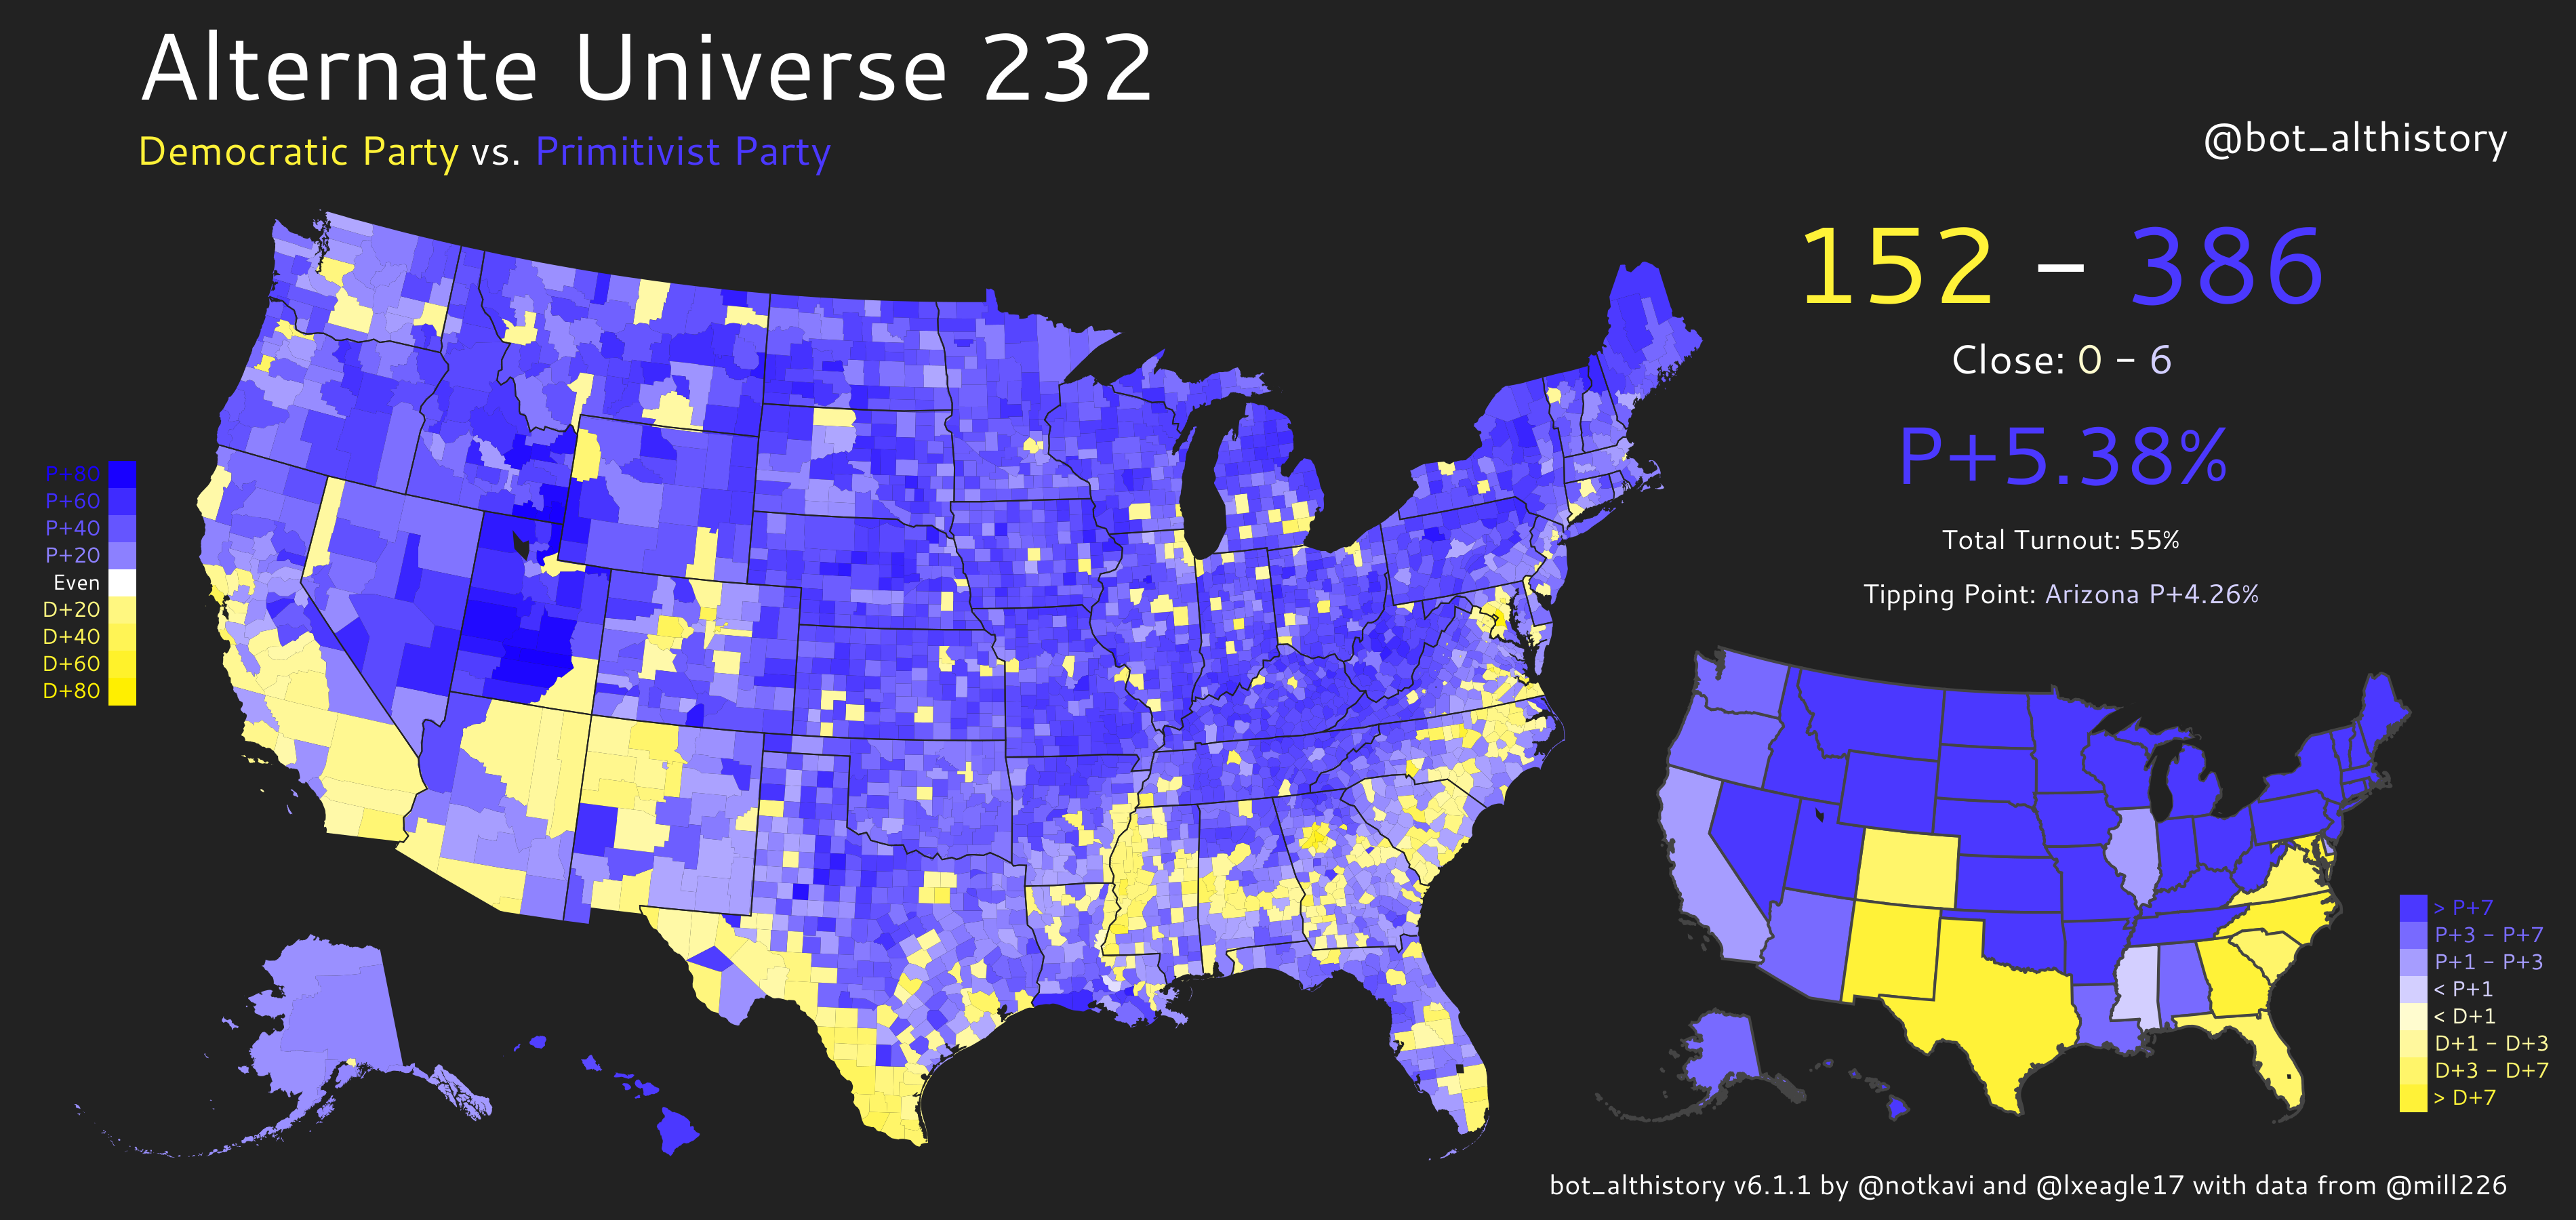 Alternate Universe 232
Democratic Party vs. Primitivist Party
@bot_althistory
152 – 386
Close: 0 – 6
P+5.38%
Total Turnout: 55%
Tipping Point: Arizona P+4.26%
P+80
P+60
P+40
P+20
Even
D+20
D+40
D+60
D+80
> P+7
P+3 – P+7
P+1 – P+3
< P+1
< D+1
D+1 – D+3
D+3 – D+7
> D+7
bot_althistory v6.1.1 by @notkavi and @lxeagle17 with data from @mill226